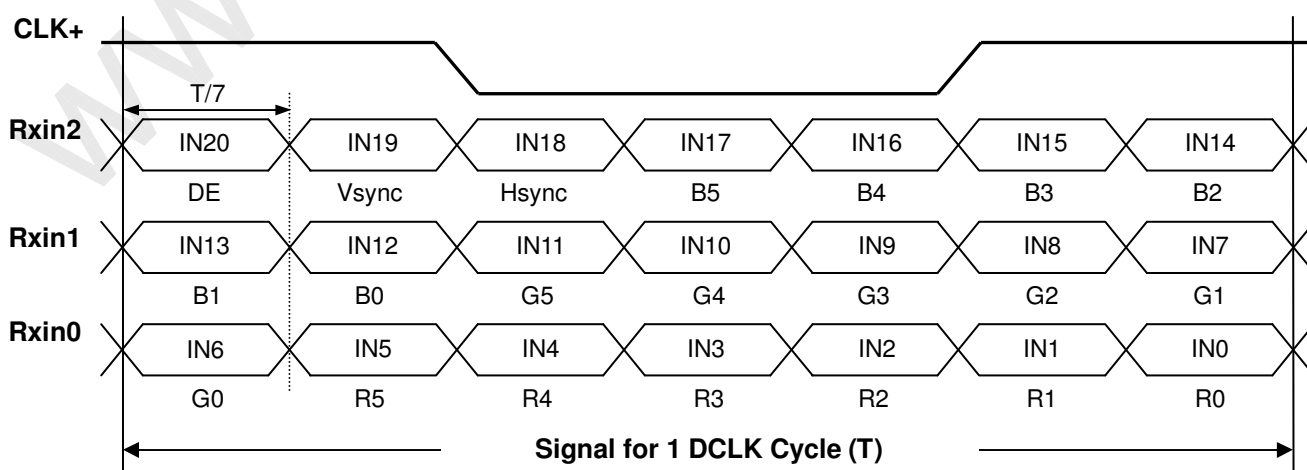 CLK+
T/7
Rxin2 IN20 IN19 IN18 IN17 IN16 IN15 IN14
DE Vsync Hsync B5 B4 B3 B2
Rxin1 IN13 IN12 IN11 IN10 IN9 IN8 IN7
B1 B0 G5 G4 G3 G2 G1
Rxin0 IN6 IN5 IN4 IN3 IN2 IN1 IN0
G0 R5 R4 R3 R2 R1 R0
Signal for 1 DCLK Cycle (T)